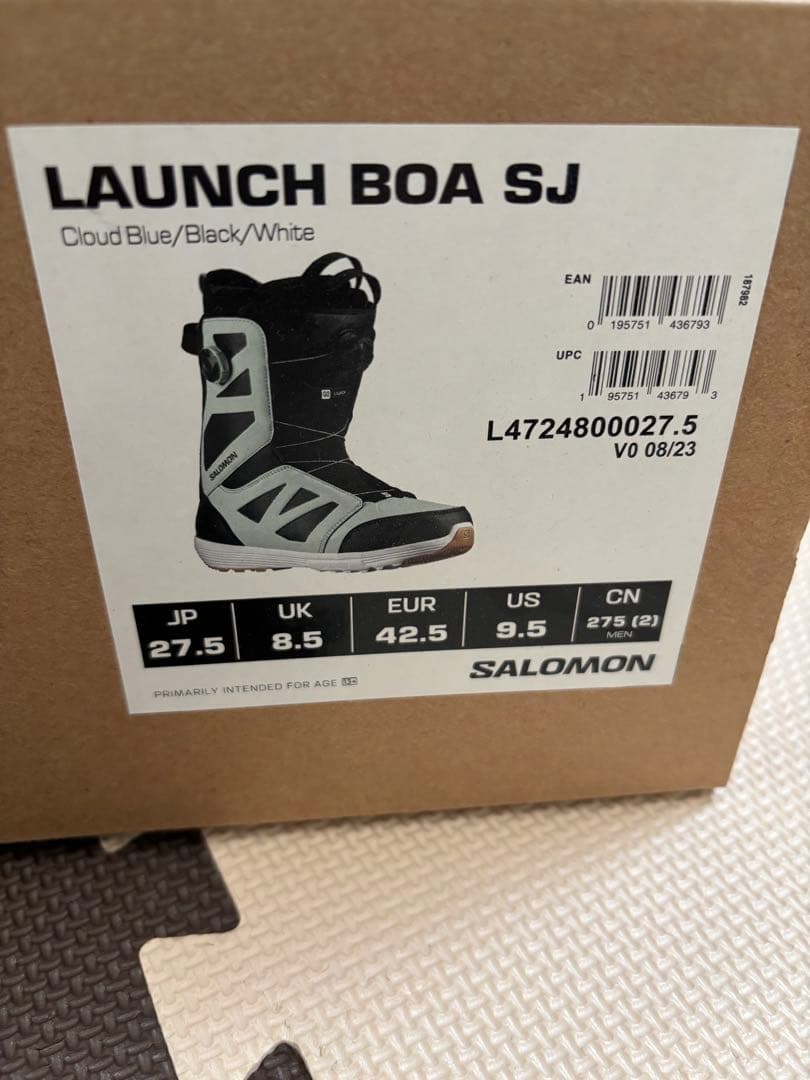 LAUNCH BOA SJ
Cloud Blue/Black/White
EAN
0 195751 436793
187982
UPC
1 95751 43679 3
L4724800027.5
V0 08/23
SALOMON
JP UK EUR US CN
27.5 8.5 42.5 9.5 275 (2)
MEN
PRIMARILY INTENDED FOR AGE 13+
SALOMON